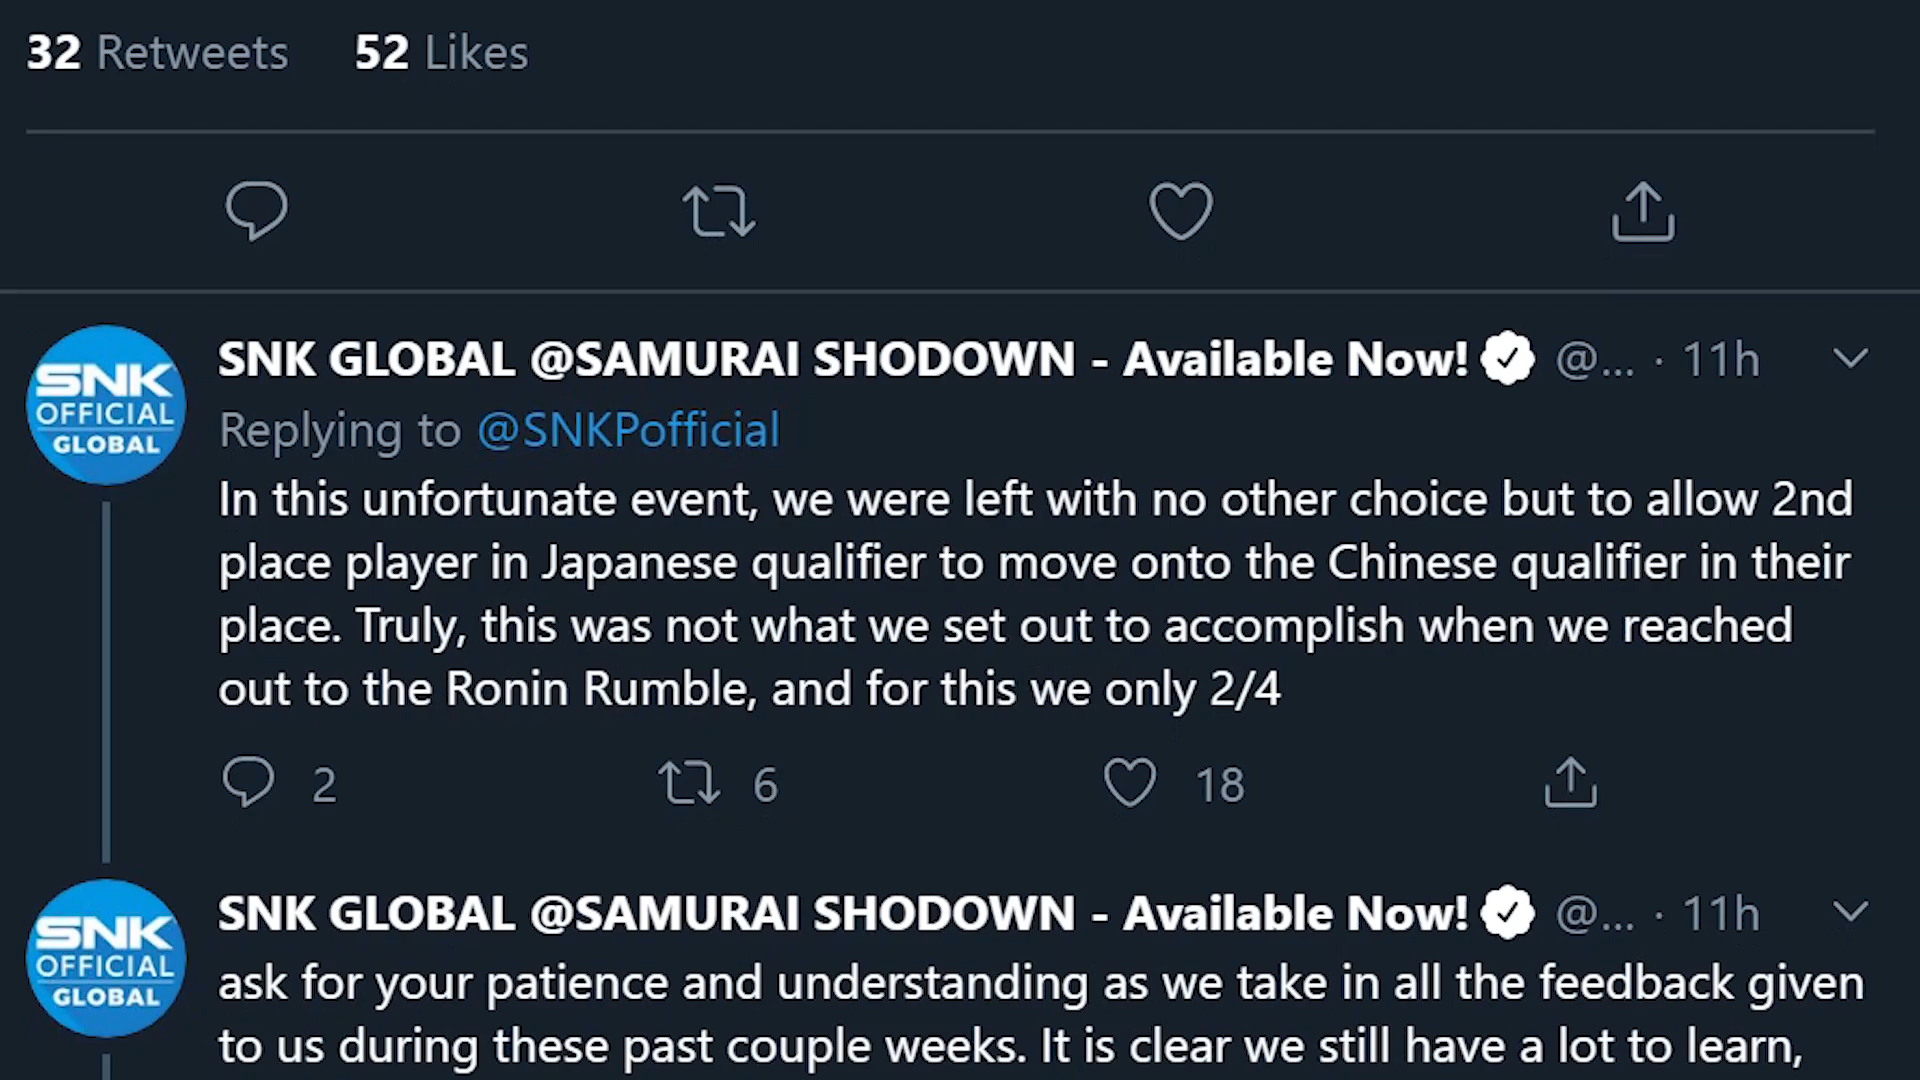 32 Retweets 52 Likes
SNK OFFICIAL GLOBAL
SNK GLOBAL @SAMURAI SHODOWN - Available Now! @... · 11h
Replying to @SNKPofficial
In this unfortunate event, we were left with no other choice but to allow 2nd
place player in Japanese qualifier to move onto the Chinese qualifier in their
place. Truly, this was not what we set out to accomplish when we reached
out to the Ronin Rumble, and for this we only 2/4
2 6 18
SNK OFFICIAL GLOBAL
SNK GLOBAL @SAMURAI SHODOWN - Available Now! @... · 11h
ask for your patience and understanding as we take in all the feedback given
to us during these past couple weeks. It is clear we still have a lot to learn,